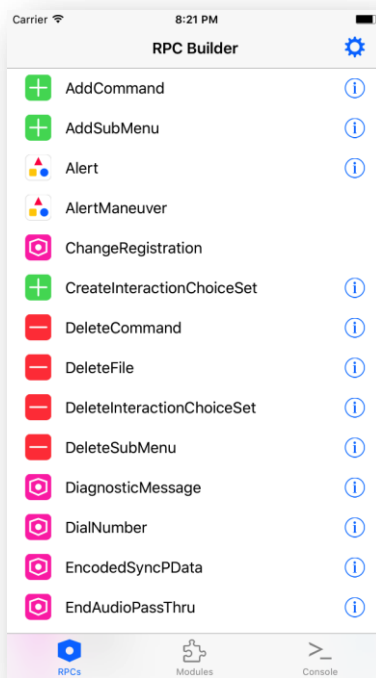 Carrier 8:21 PM
RPC Builder
AddCommand
AddSubMenu
Alert
AlertManeuver
ChangeRegistration
CreateInteractionChoiceSet
DeleteCommand
DeleteFile
DeleteInteractionChoiceSet
DeleteSubMenu
DiagnosticMessage
DialNumber
EncodedSyncPData
EndAudioPassThru
RPCs Modules Console